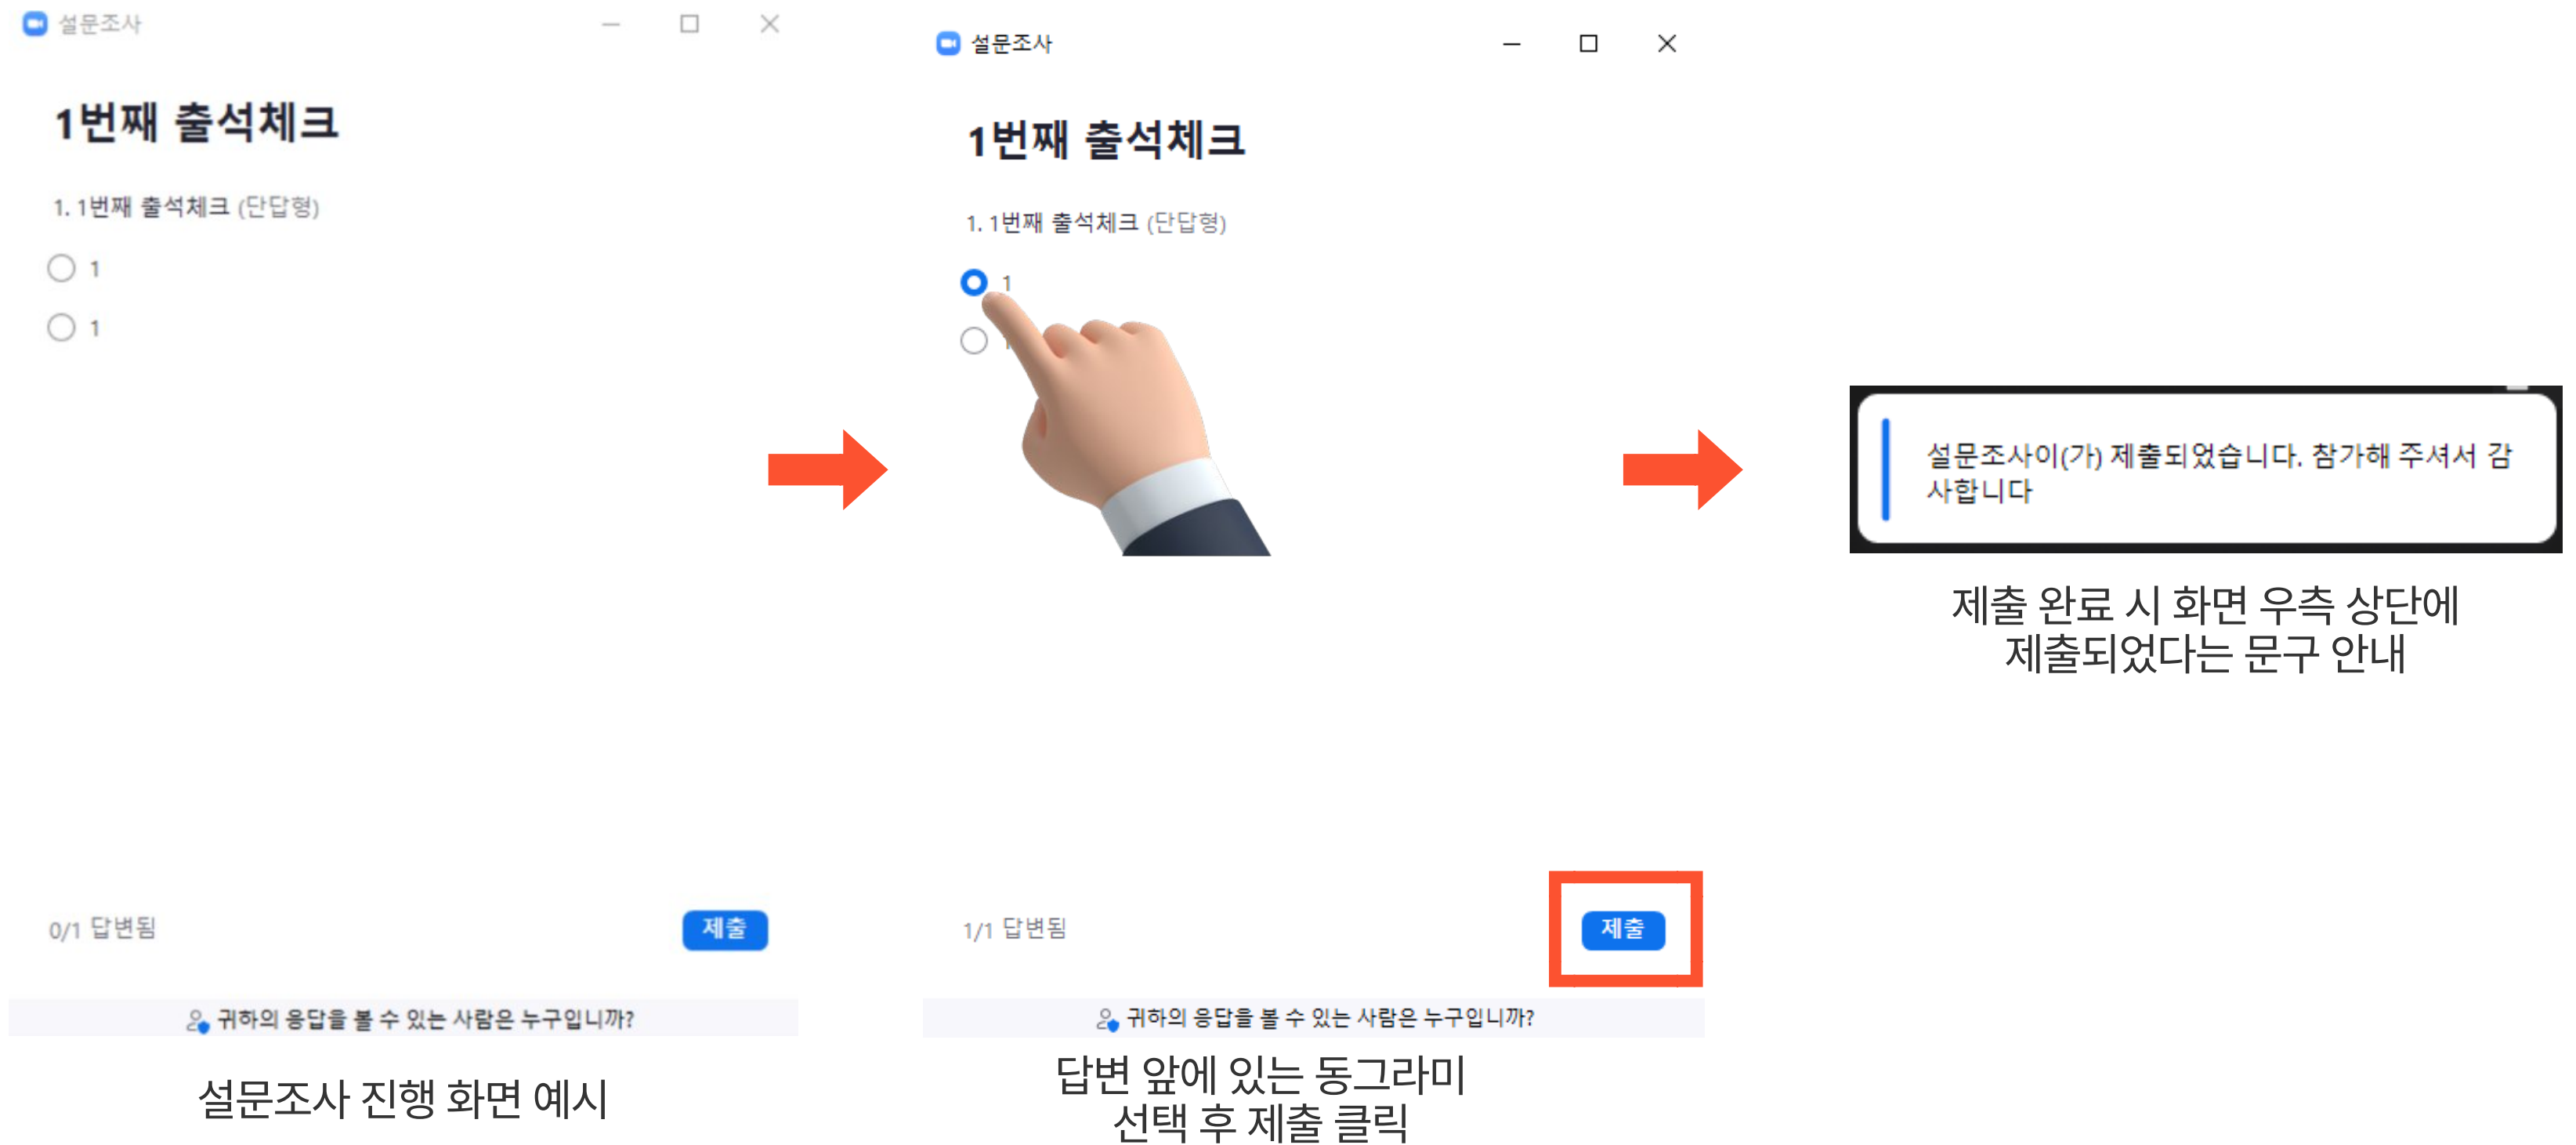 설문조사
1번째 출석체크
1. 1번째 출석체크 (단답형)
1
1
0/1 답변됨
제출
귀하의 응답을 볼 수 있는 사람은 누구입니까?
설문조사 진행 화면 예시
설문조사
1번째 출석체크
1. 1번째 출석체크 (단답형)
1
1/1 답변됨
제출
귀하의 응답을 볼 수 있는 사람은 누구입니까?
답변 앞에 있는 동그라미
선택 후 제출 클릭
설문조사이(가) 제출되었습니다. 참가해 주셔서 감
사합니다
제출 완료 시 화면 우측 상단에
제출되었다는 문구 안내